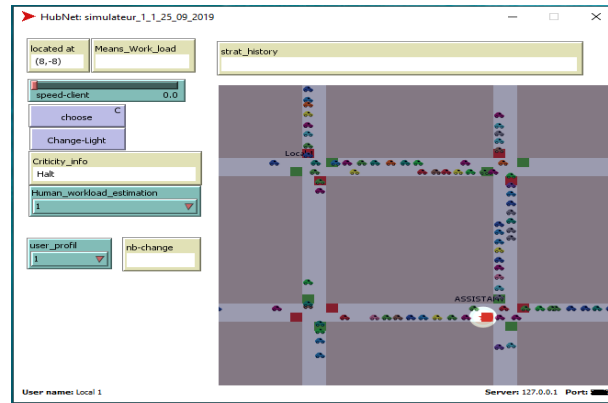 HubNet: simulateur_1_1_25_09_2019
located at
(8,-8)
Means_Work_load
strat_history
speed-client 0.0
choose C
Change-Light
Criticity_info
Halt
Human_workload_estimation
1
user_profil
1
nb-change
ASSISTANT
User name: Local 1
Server: 127.0.0.1 Port: